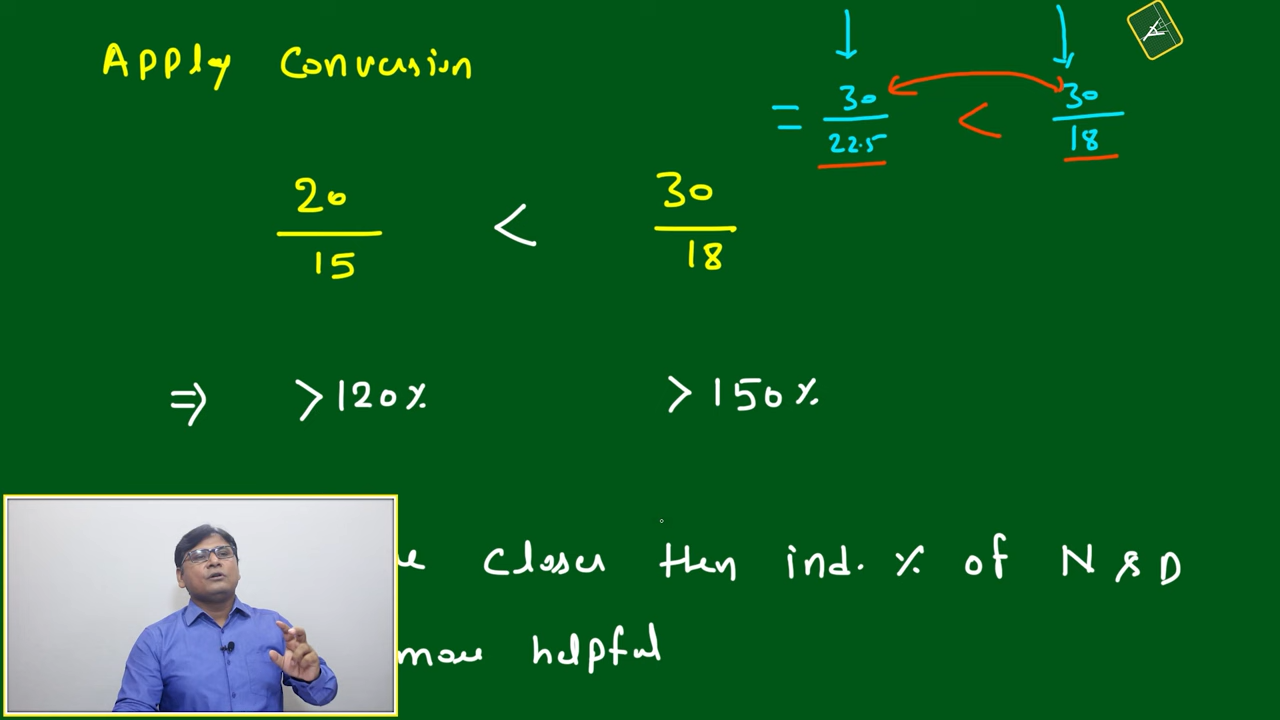 Apply Conversion
= 30/22.5 < 30/18
20/15 < 30/18
⇒ >120% >150%
closer then ind. % of N & D
more helpful